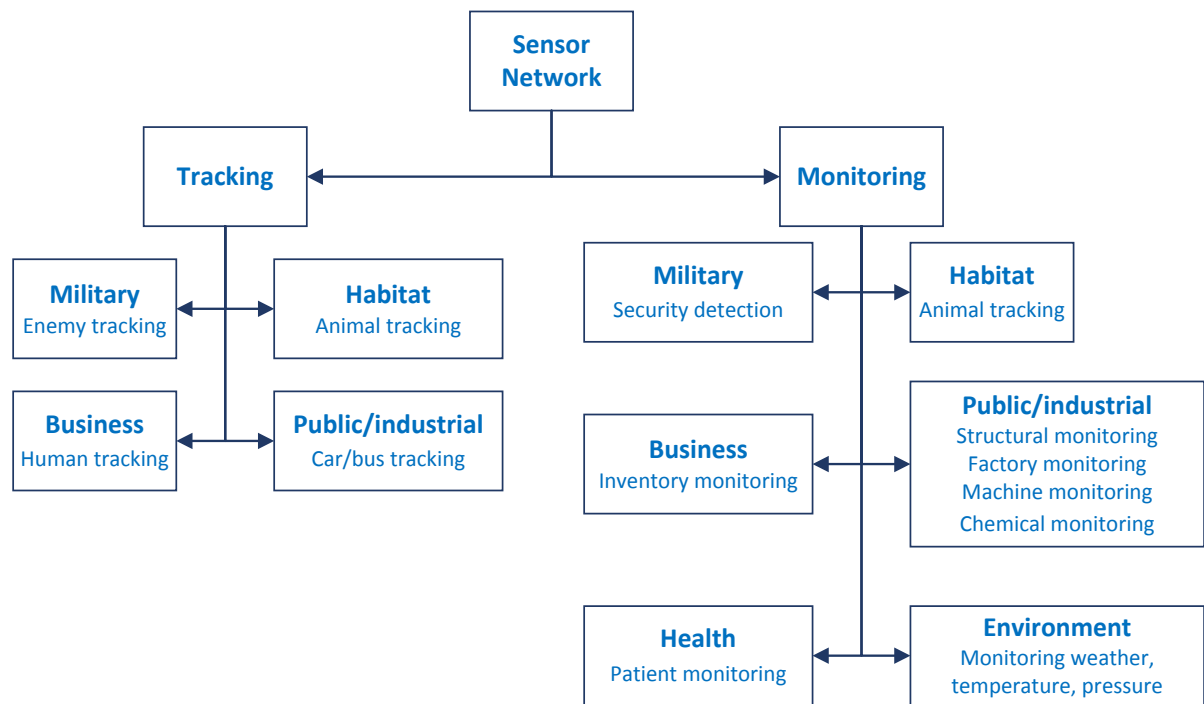 Sensor
Network
Tracking
Monitoring
Military
Enemy tracking
Habitat
Animal tracking
Business
Human tracking
Public/industrial
Car/bus tracking
Military
Security detection
Habitat
Animal tracking
Business
Inventory monitoring
Public/industrial
Structural monitoring
Factory monitoring
Machine monitoring
Chemical monitoring
Health
Patient monitoring
Environment
Monitoring weather,
temperature, pressure